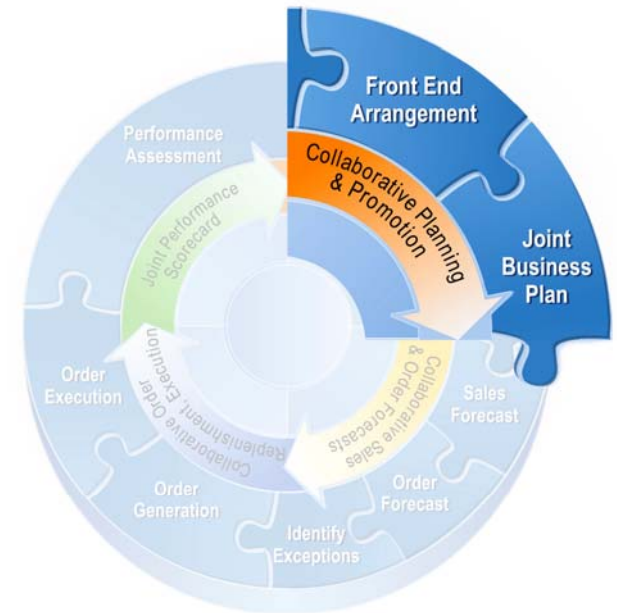 Front End
Arrangement
Joint
Business
Plan
Collaborative Planning
& Promotion
Sales
Forecast
Order
Forecast
Identify
Exceptions
Collaborative Sales
& Order Forecasts
Order
Generation
Order
Execution
Collaborative Order
Replenishment, Execution
Performance
Assessment
Joint Performance
Scorecard